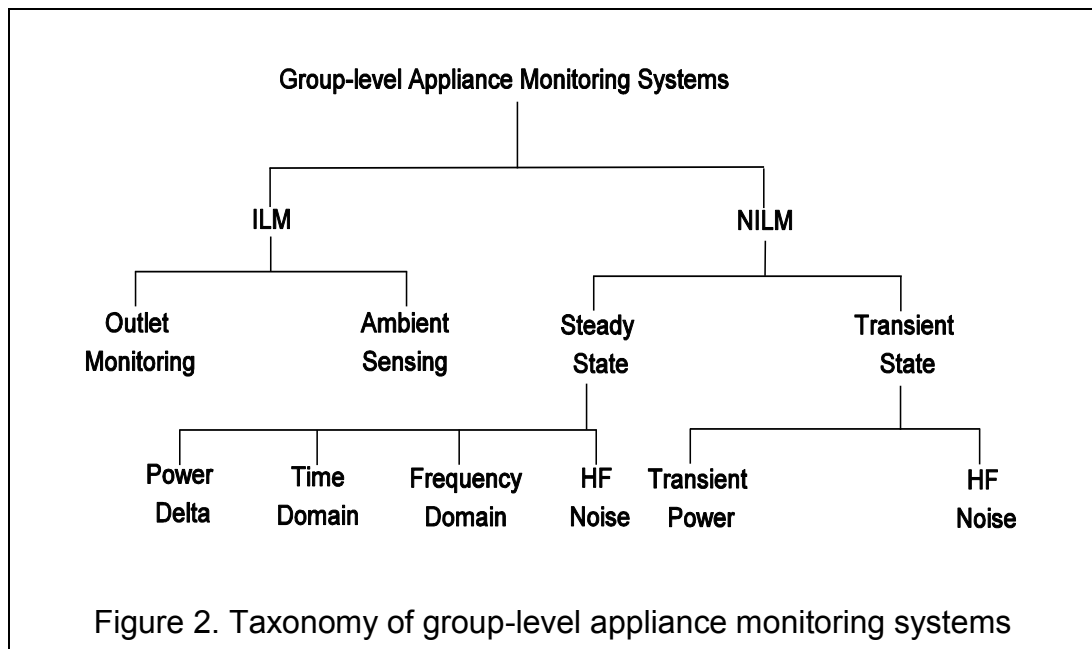 Group-level Appliance Monitoring Systems
ILM
NILM
Outlet
Monitoring
Ambient
Sensing
Steady
State
Transient
State
Power
Delta
Time
Domain
Frequency
Domain
HF
Noise
Transient
Power
HF
Noise
Figure 2. Taxonomy of group-level appliance monitoring systems